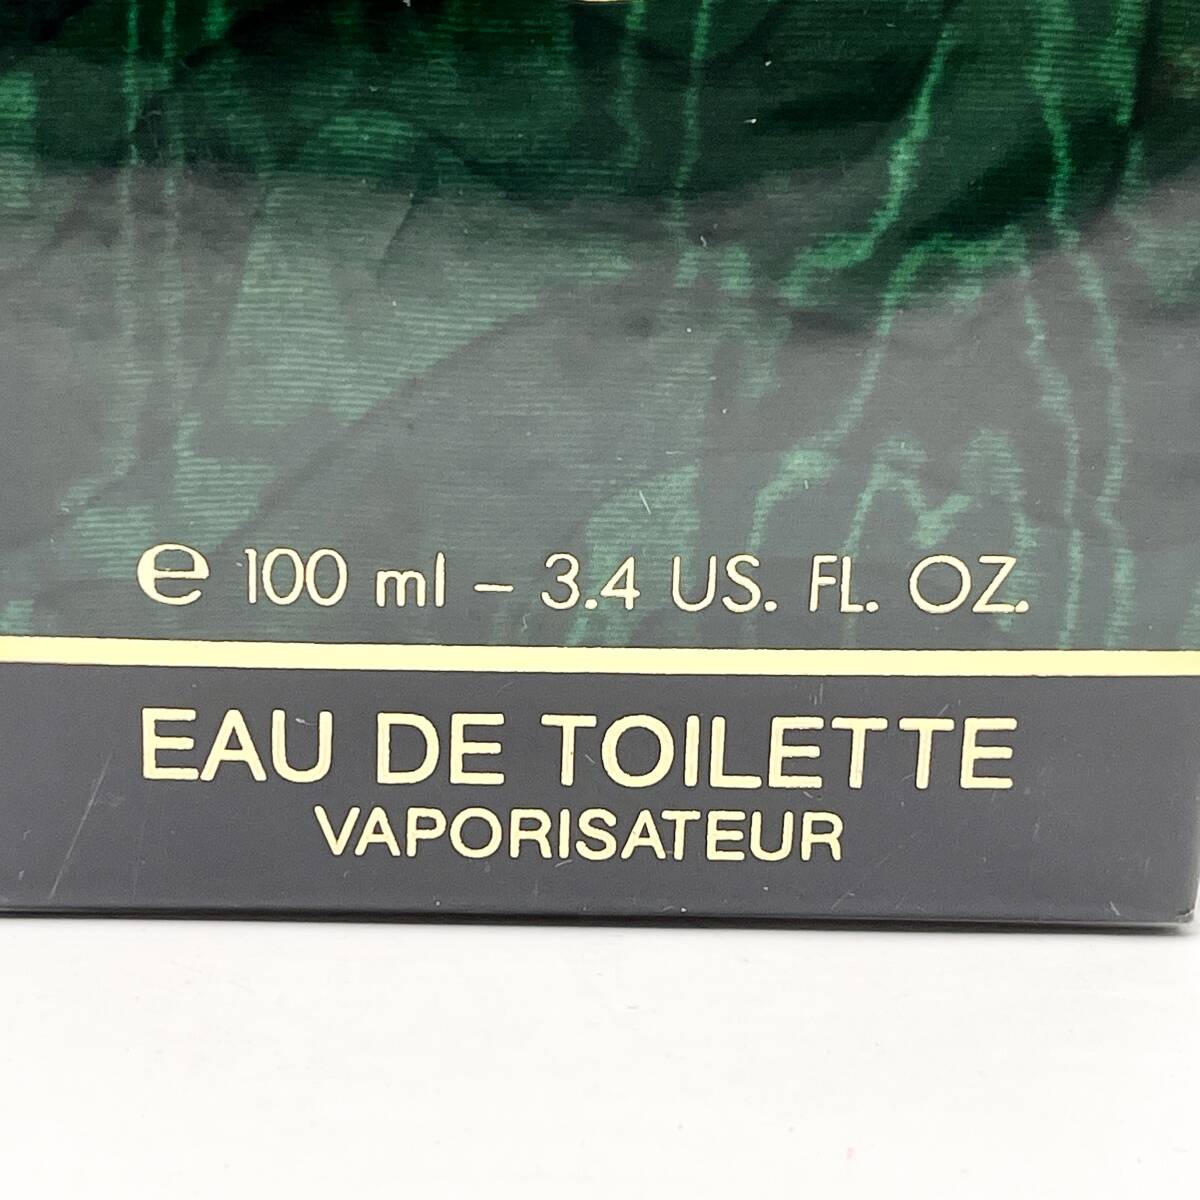 ℮ 100 ml – 3.4 US. FL. OZ.
EAU DE TOILETTE
VAPORISATEUR